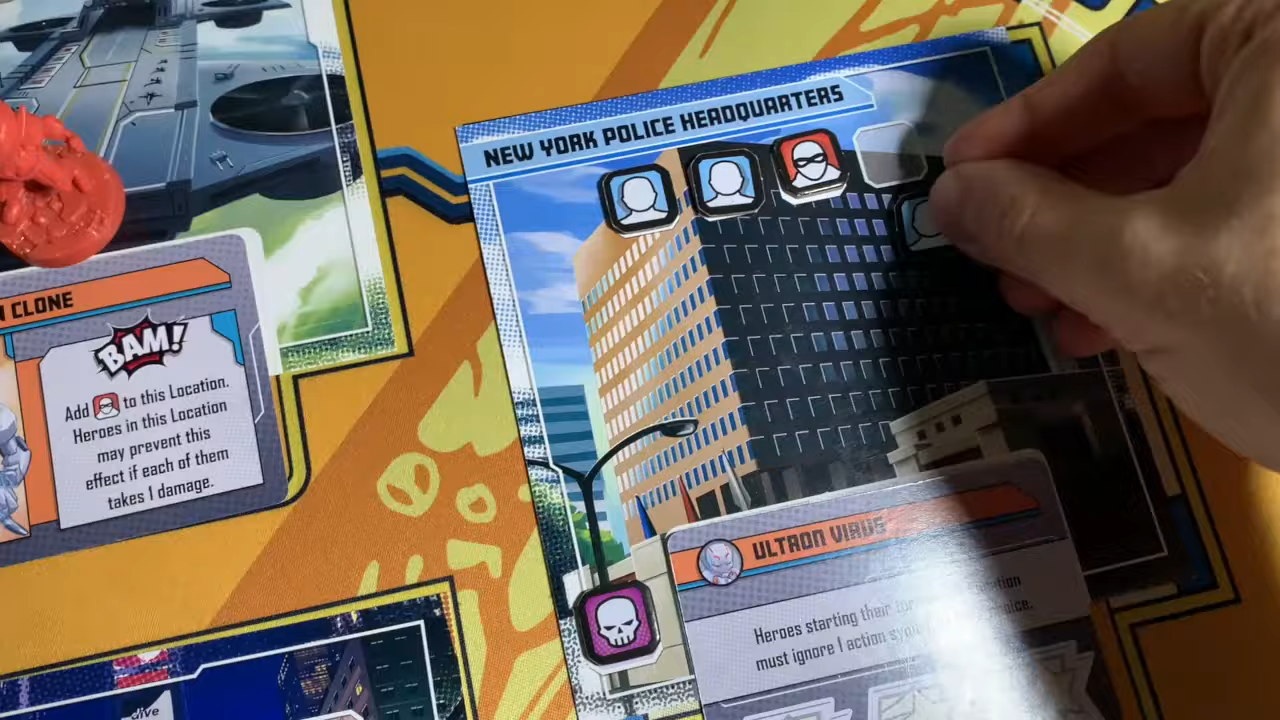 NEW YORK POLICE HEADQUARTERS
CLONE
BAM!
Add to this Location.
Heroes in this Location
may prevent this
effect if each of them
takes 1 damage.
ULTRON VIRUS
Heroes starting their
must ignore 1 action
dive